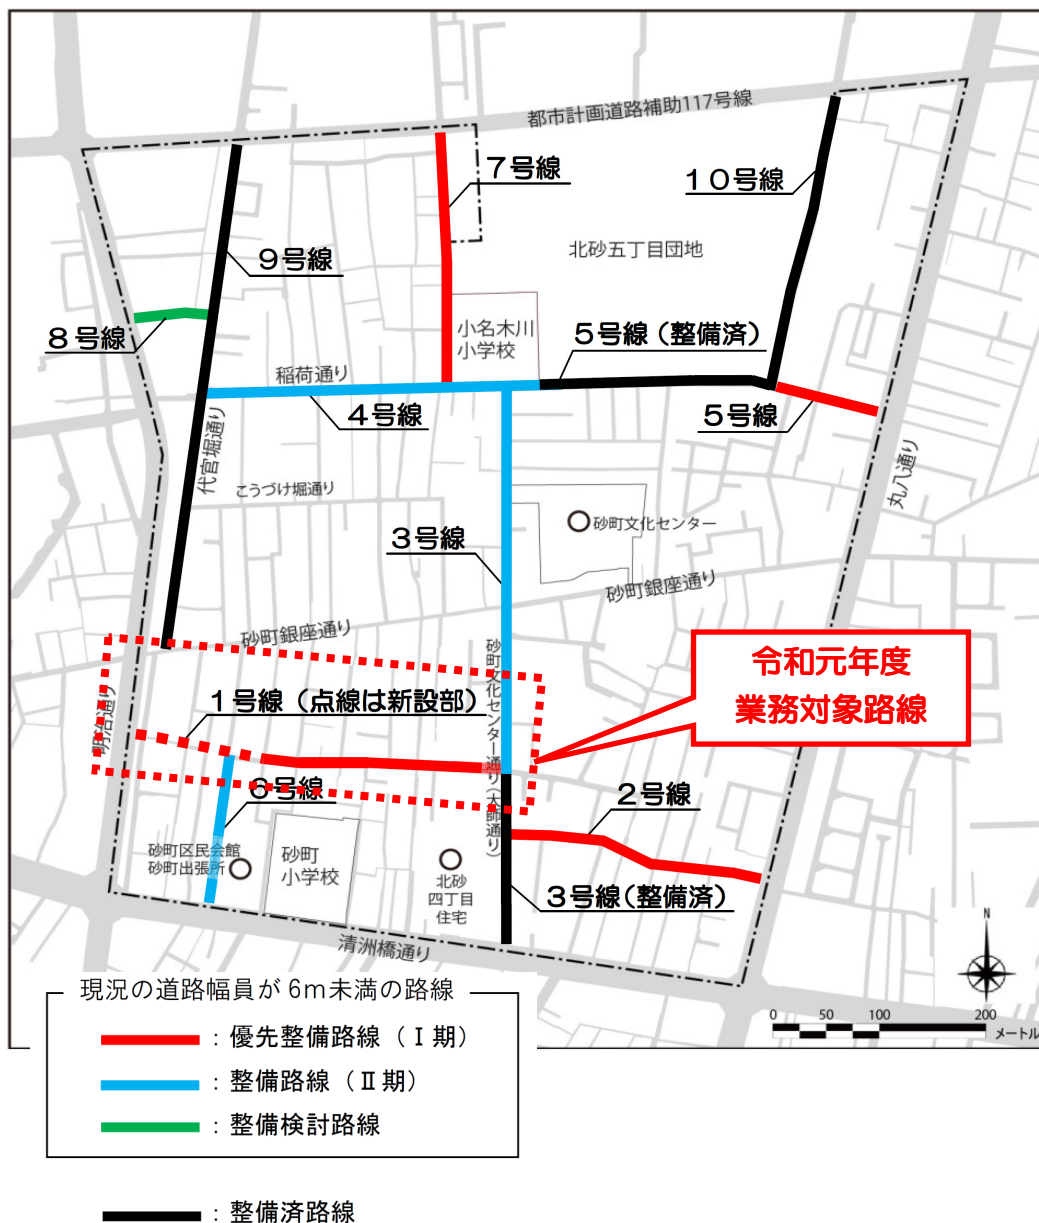 都市計画道路補助117号線
7号線
10号線
9号線
北砂五丁目団地
8号線
小名木川
小学校
5号線(整備済)
稲荷通り
4号線
5号線
代官堀通り
丸八通り
こうづけ堀通り
砂町文化センター
3号線
砂町銀座通り
砂町銀座通り
令和元年度
業務対象路線
砂町文化センター通り(大師通り)
1号線(点線は新設部)
明治通り
6号線
2号線
砂町区民会館
砂町出張所
砂町
小学校
北砂
四丁目
住宅
3号線(整備済)
清洲橋通り
N
0 50 100 200
メートル
現況の道路幅員が6m未満の路線
:優先整備路線(Ⅰ期)
:整備路線(Ⅱ期)
:整備検討路線
:整備済路線